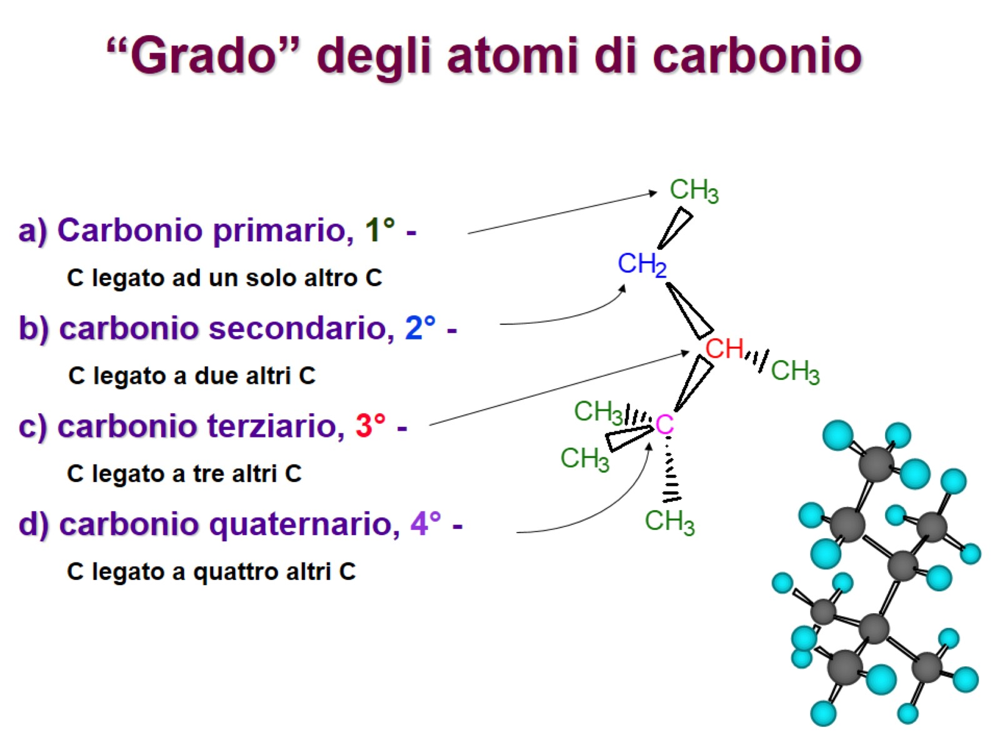 “Grado” degli atomi di carbonio
a) Carbonio primario, 1° -
C legato ad un solo altro C
b) carbonio secondario, 2° -
C legato a due altri C
c) carbonio terziario, 3° -
C legato a tre altri C
d) carbonio quaternario, 4° -
C legato a quattro altri C
CH3
CH2
CH
CH3
CH3
C
CH3
CH3